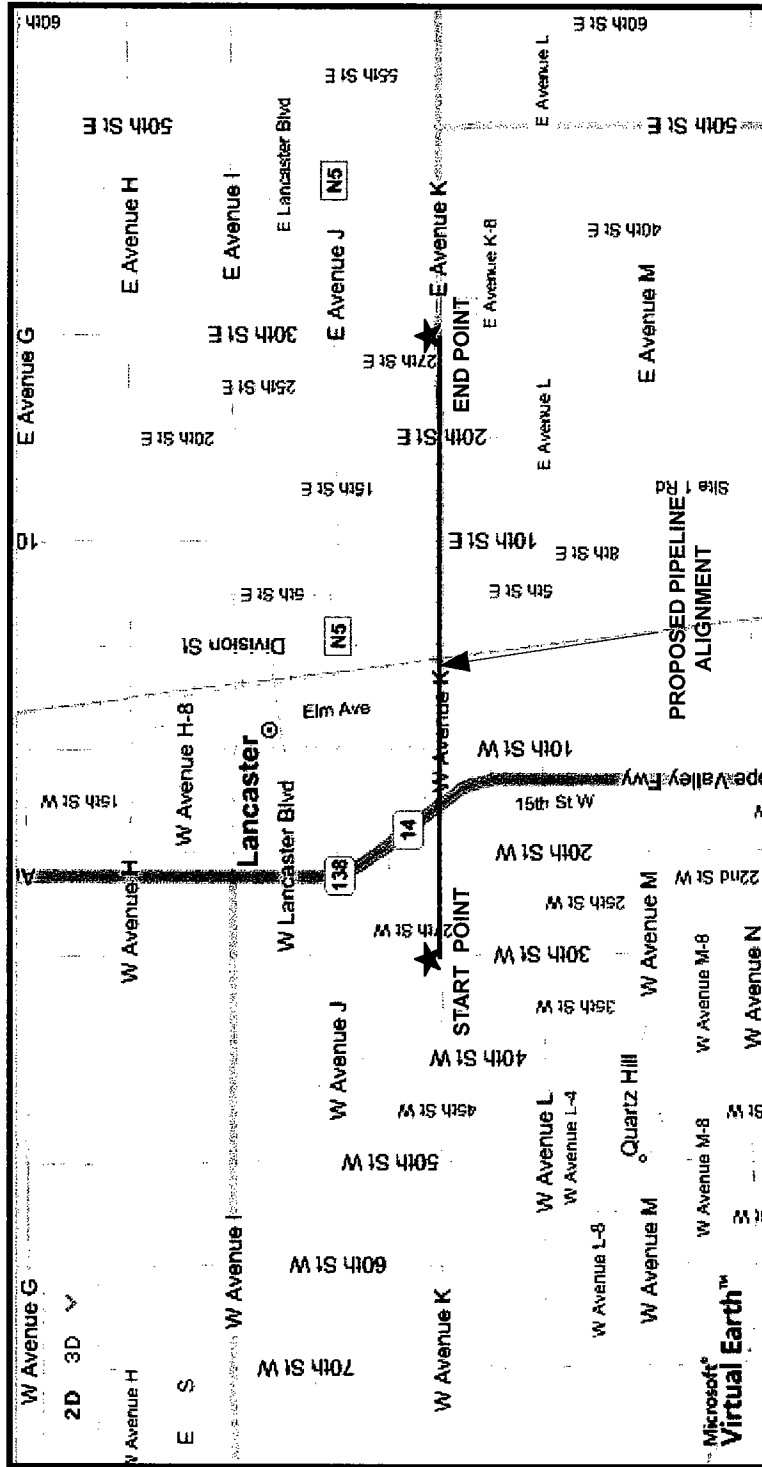 W Avenue G
E Avenue G
2D 3D
E S
W Avenue H
W Avenue H
E Avenue H
W Avenue H-8
W Avenue I
E Avenue I
Lancaster
W Lancaster Blvd
E Lancaster Blvd
W Avenue J
E Avenue J
N5
N5
138
14
10
60th
50th St E
55th St E
60th St E
50th St E
40th St E
30th St E
25th St E
27th St E
20th St E
20th St E
15th St E
10th St E
8th St E
5th St E
5th St E
Division St
Elm Ave
15th St W
10th St W
15th St W
20th St W
22nd St W
25th St W
27th St W
30th St W
35th St W
40th St W
45th St W
50th St W
60th St W
70th St W
W Avenue K
W Avenue K
E Avenue K
START POINT
END POINT
E Avenue K-8
W Avenue L
E Avenue L
E Avenue L
W Avenue L-4
W Avenue L-8
Quartz Hill
W Avenue M
W Avenue M
E Avenue M
W Avenue M-8
W Avenue M-8
W Avenue N
Site 1 Rd
PROPOSED PIPELINE
ALIGNMENT
ope Valley Fwy
St W
st W
Microsoft®
Virtual Earth™